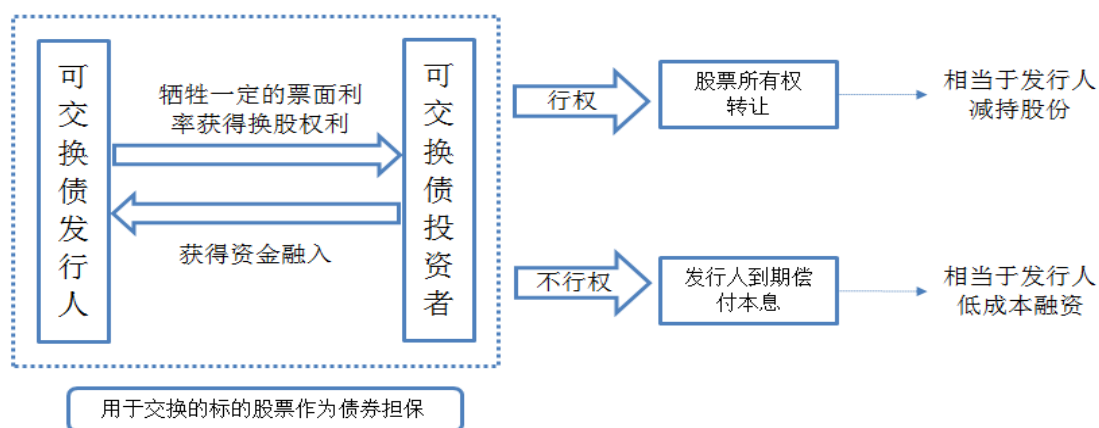 可交换债发行人
牺牲一定的票面利
率获得换股权利
获得资金融入
可交换债投资者
行权
股票所有权
转让
相当于发行人
减持股份
不行权
发行人到期偿
付本息
相当于发行人
低成本融资
用于交换的标的股票作为债券担保